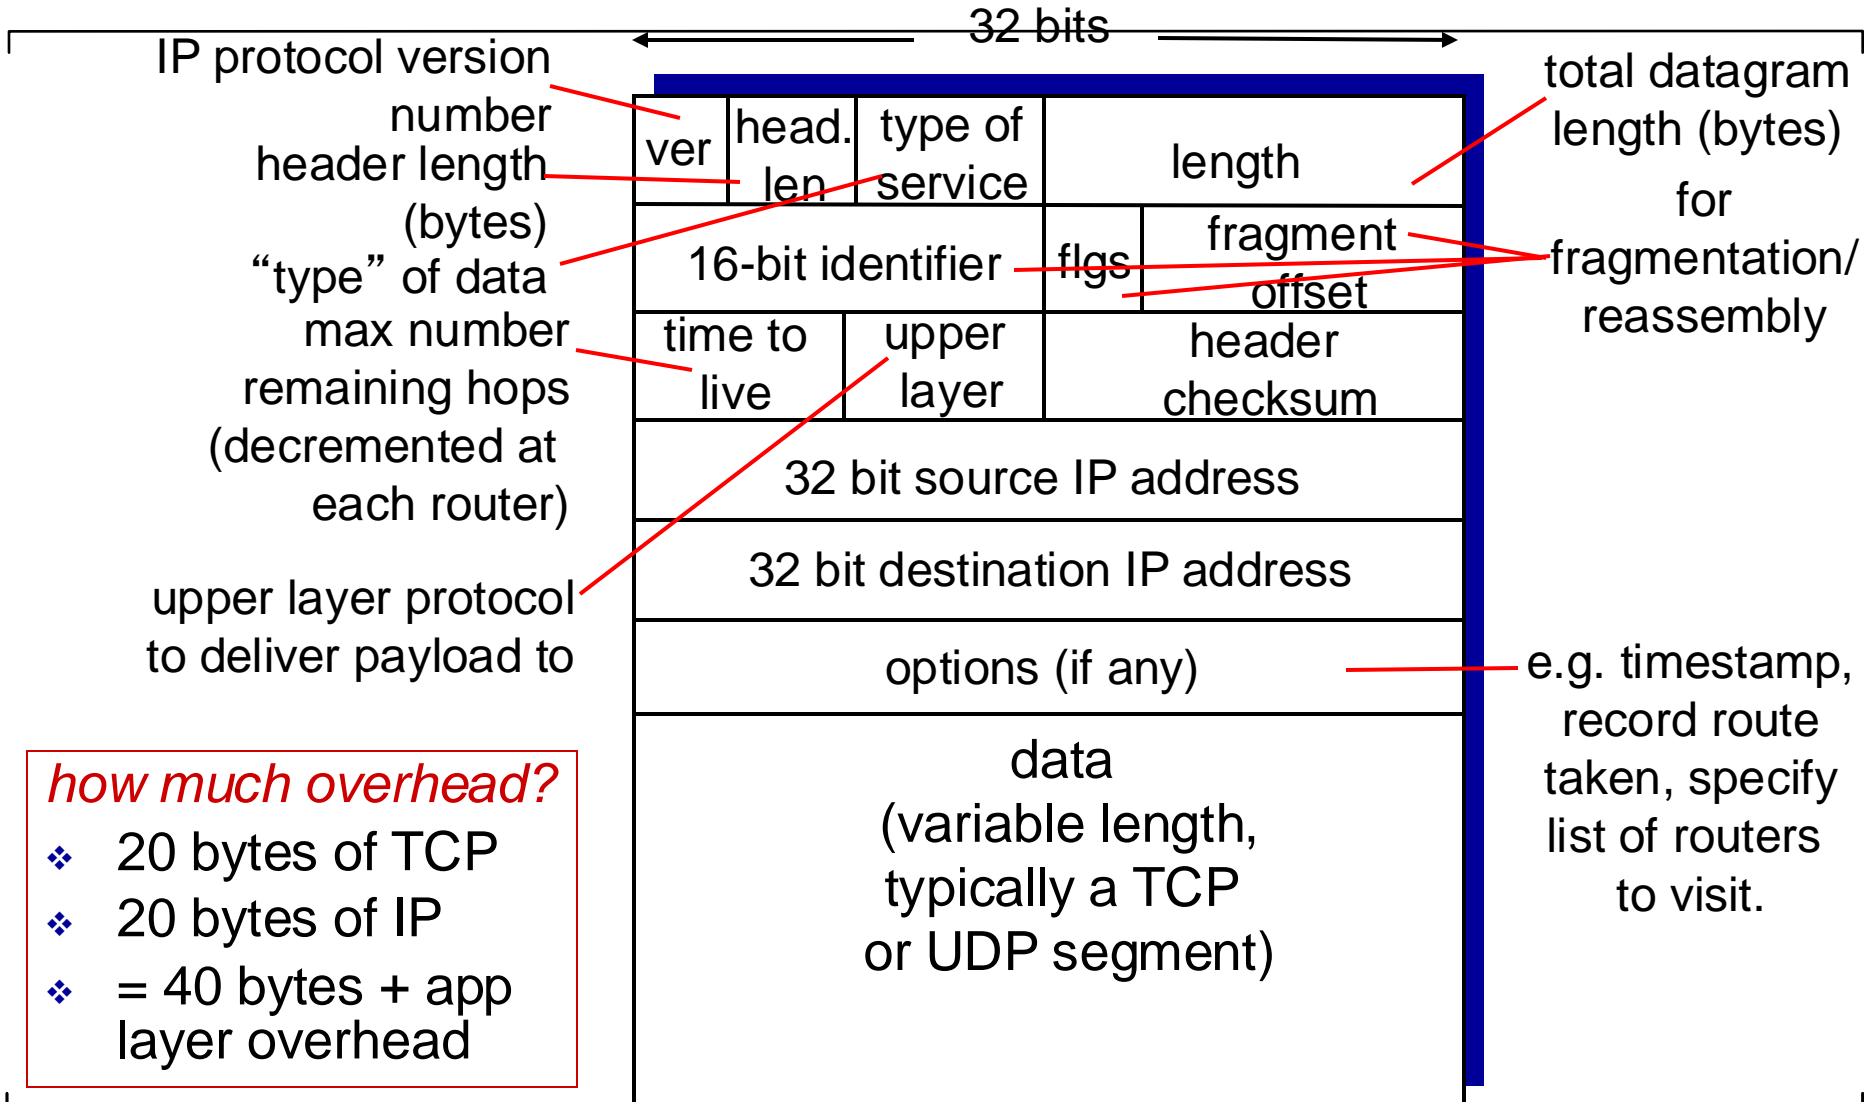 32 bits
IP protocol version
number
header length
(bytes)
“type” of data
max number
remaining hops
(decremented at
each router)
upper layer protocol
to deliver payload to
ver
head.
len
type of
service
length
16-bit identifier
flgs
fragment
offset
time to
live
upper
layer
header
checksum
32 bit source IP address
32 bit destination IP address
options (if any)
data
(variable length,
typically a TCP
or UDP segment)
total datagram
length (bytes)
for
fragmentation/
reassembly
e.g. timestamp,
record route
taken, specify
list of routers
to visit.
how much overhead?
❖ 20 bytes of TCP
❖ 20 bytes of IP
❖ = 40 bytes + app
layer overhead